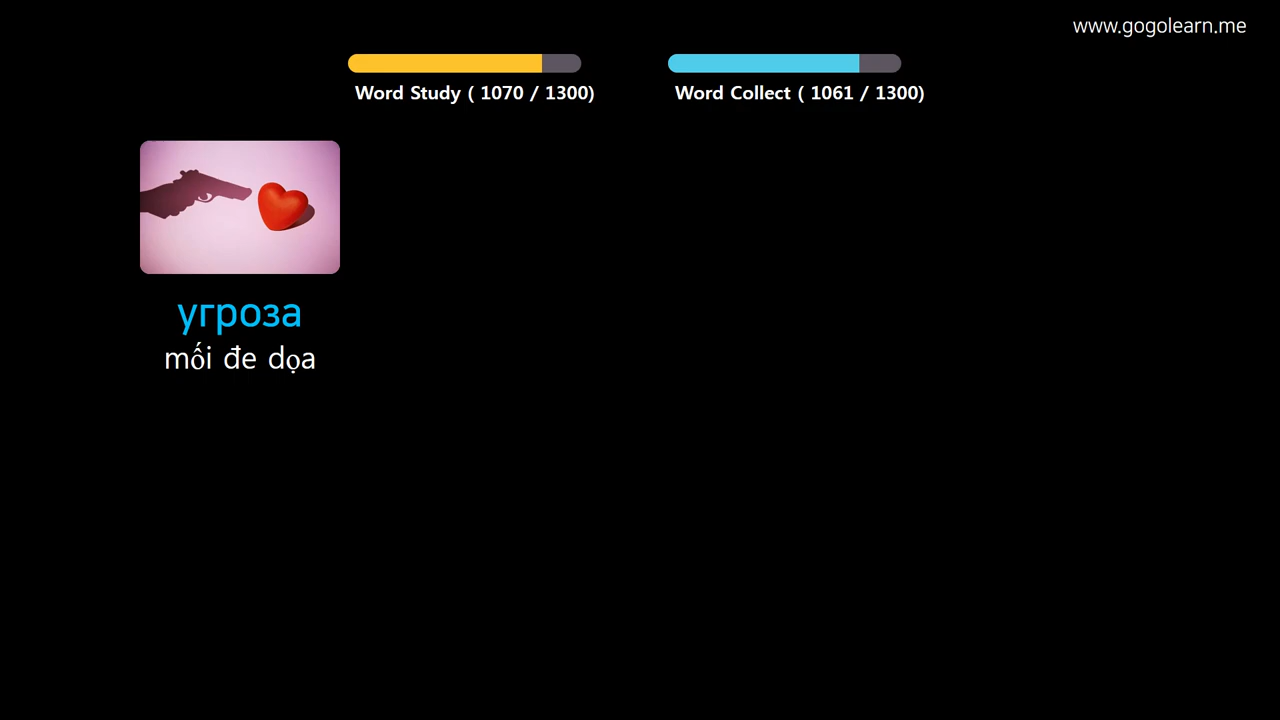 www.gogolearn.me
Word Study ( 1070 / 1300)
Word Collect ( 1061 / 1300)
угроза
mối đe dọa